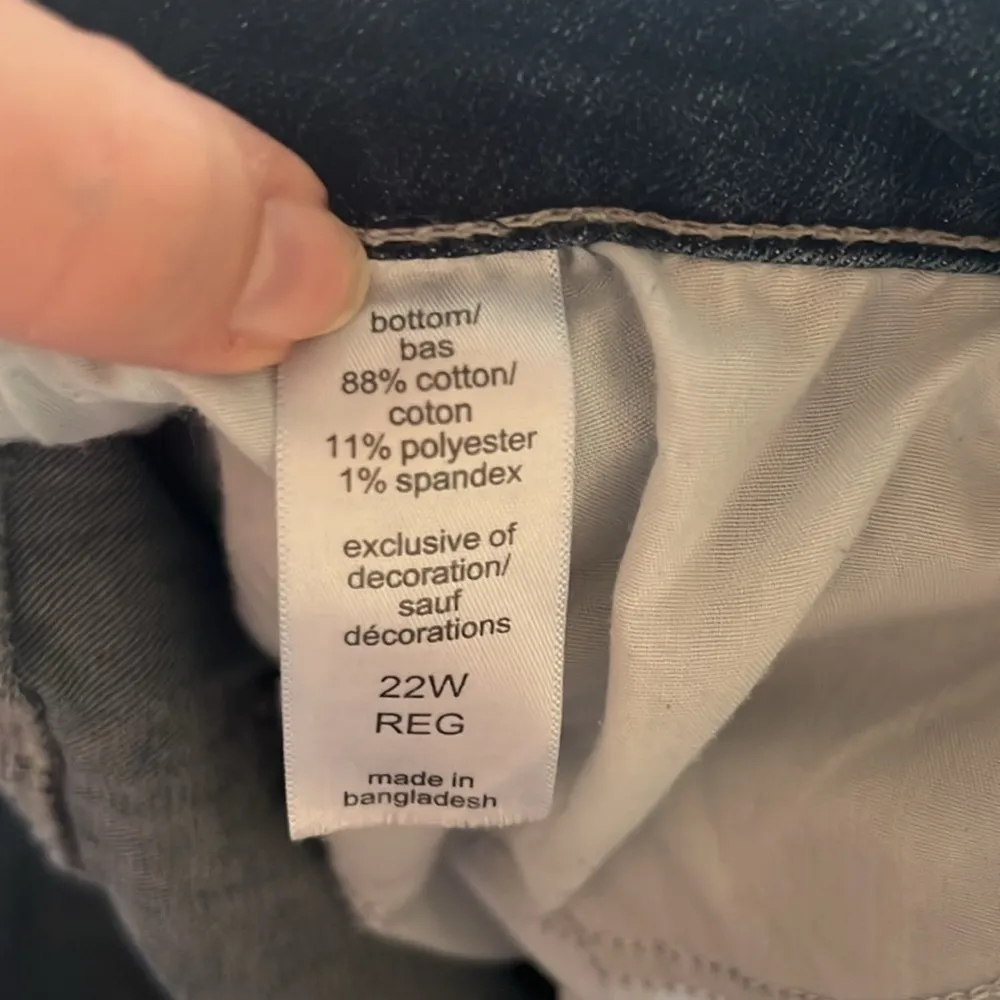 bottom/
bas
88% cotton/
coton
11% polyester
1% spandex
exclusive of
decoration/
sauf
décorations
22W
REG
made in
bangladesh